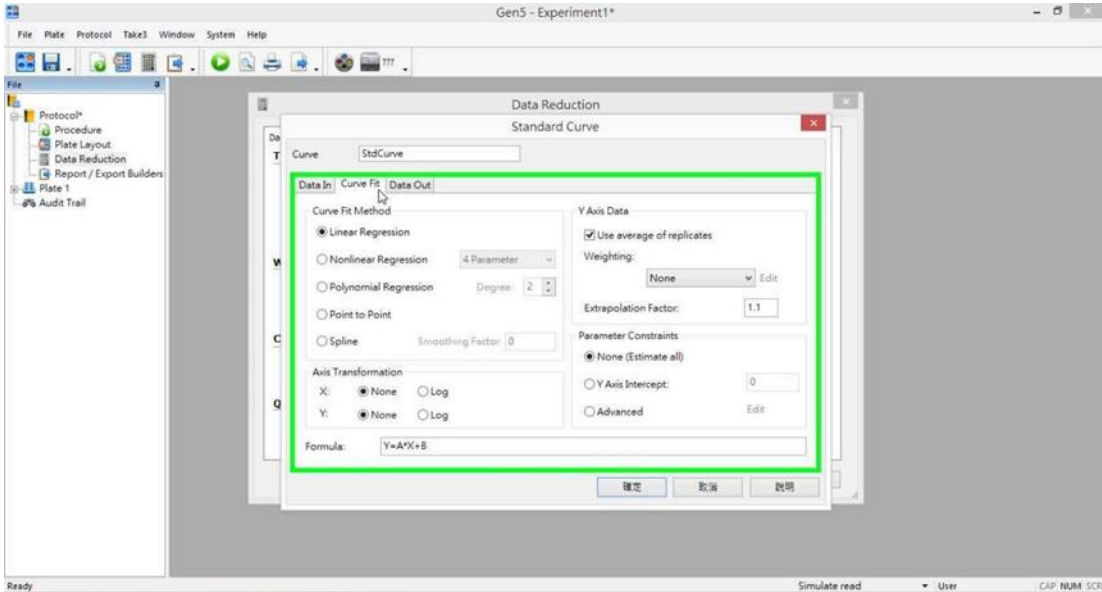 Gen5 - Experiment1*
File Plate Protocol Take3 Window System Help
???
File
Protocol*
Procedure
Plate Layout
Data Reduction
Report / Export Builders
Plate 1
Audit Trail
Data Reduction
Standard Curve
Da
T
Curve StdCurve
Data In Curve Fit Data Out
Curve Fit Method Y Axis Data
Linear Regression Use average of replicates
W
Nonlinear Regression 4 Parameter Weighting:
None Edit
Polynomial Regression Degree: 2
Point to Point Extrapolation Factor: 1.1
C
Spline Smoothing Factor: 0 Parameter Constraints
None (Estimate all)
Axis Transformation
X: None Log Y Axis Intercept: 0
Q
Y: None Log Advanced Edit
Formula: Y=A*X+B
確定 取消 說明
Ready Simulate read User CAP NUM SCR